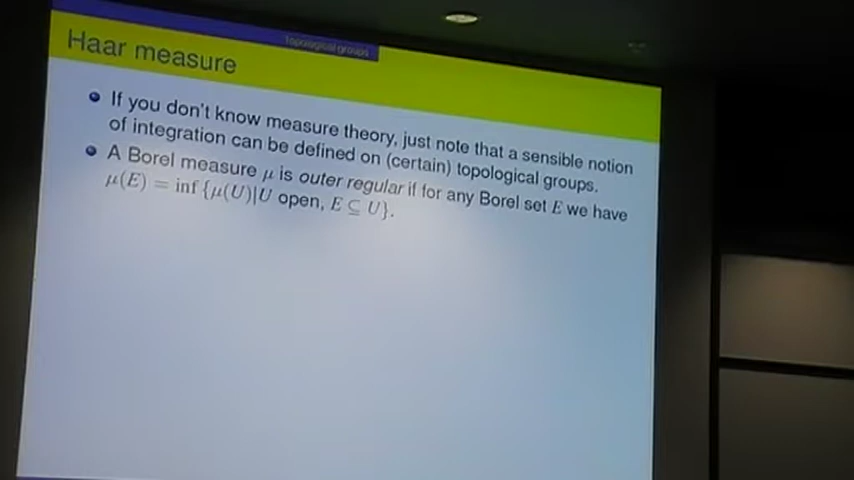 Topological groups
Haar measure
If you don't know measure theory, just note that a sensible notion
of integration can be defined on (certain) topological groups.
A Borel measure μ is outer regular if for any Borel set E we have
μ(E) = inf {μ(U)|U open, E ⊆ U}.